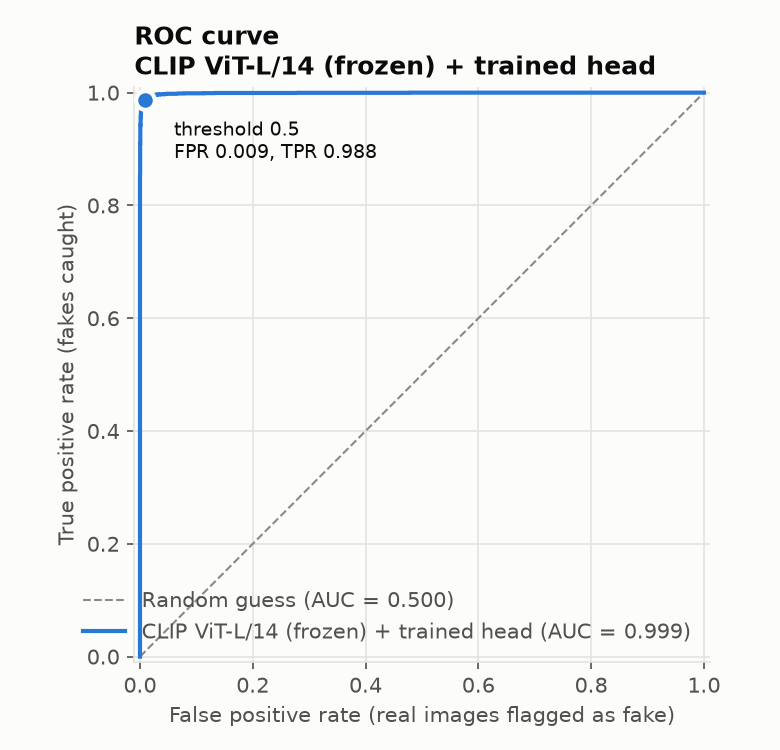 ROC curve
CLIP ViT-L/14 (frozen) + trained head
1.0
threshold 0.5
FPR 0.009, TPR 0.988
0.8
0.6
0.4
0.2
0.0
True positive rate (fakes caught)
Random guess (AUC = 0.500)
CLIP ViT-L/14 (frozen) + trained head (AUC = 0.999)
0.0 0.2 0.4 0.6 0.8 1.0
False positive rate (real images flagged as fake)